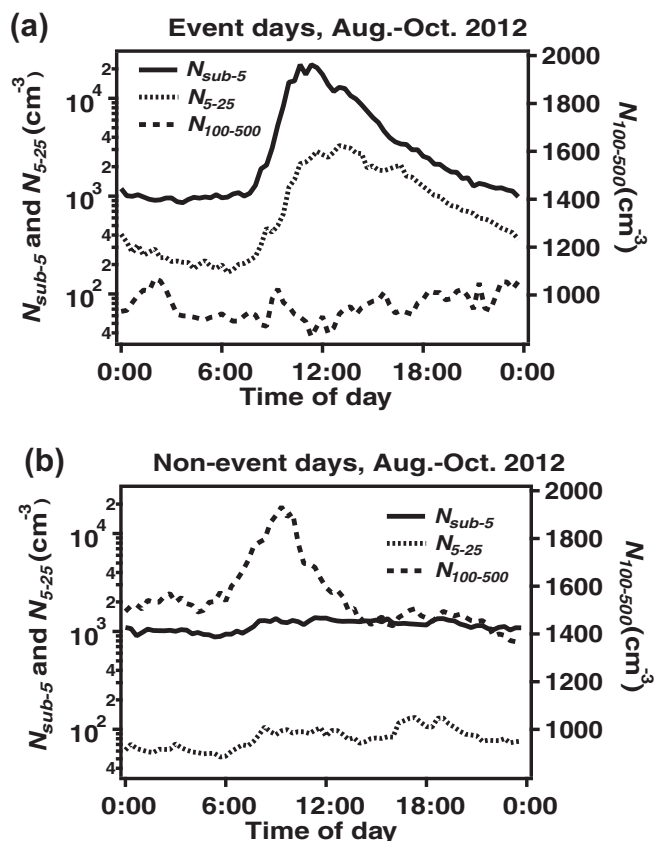 (a) Event days, Aug.-Oct. 2012
N_sub-5 and N_5-25 (cm^-3)
2
10^4
4
2
10^3
4
2
10^2
4
N_sub-5
N_5-25
N_100-500
2000
1800
1600
1400
1200
1000
N_100-500 (cm^-3)
0:00 6:00 12:00 18:00 0:00
Time of day
(b) Non-event days, Aug.-Oct. 2012
N_sub-5 and N_5-25 (cm^-3)
2
10^4
4
2
10^3
4
2
10^2
4
N_sub-5
N_5-25
N_100-500
2000
1800
1600
1400
1200
1000
N_100-500 (cm^-3)
0:00 6:00 12:00 18:00 0:00
Time of day